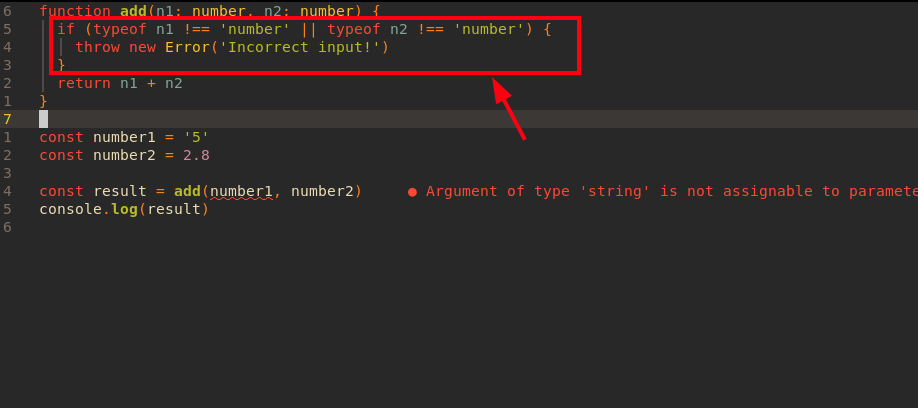 6 function add(n1: number, n2: number) {
5 if (typeof n1 !== 'number' || typeof n2 !== 'number') {
4 throw new Error('Incorrect input!')
3 }
2 return n1 + n2
1 }
7
1 const number1 = '5'
2 const number2 = 2.8
3
4 const result = add(number1, number2) ● Argument of type 'string' is not assignable to paramete
5 console.log(result)
6